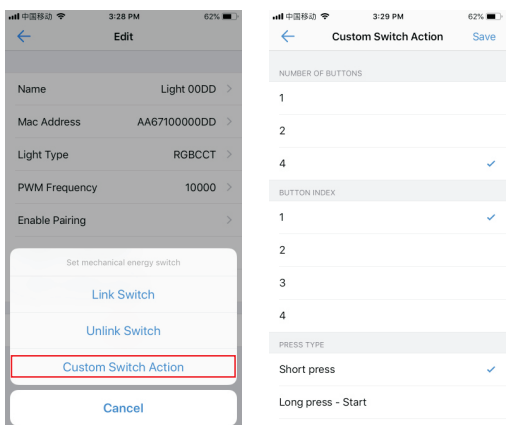 中国移动 3:28 PM 62%
Edit
Name Light 00DD
Mac Address AA67100000DD
Light Type RGBCCT
PWM Frequency 10000
Enable Pairing
Set mechanical energy switch
Link Switch
Unlink Switch
Custom Switch Action
Cancel
中国移动 3:29 PM 62%
Custom Switch Action Save
NUMBER OF BUTTONS
1
2
4
BUTTON INDEX
1
2
3
4
PRESS TYPE
Short press
Long press - Start